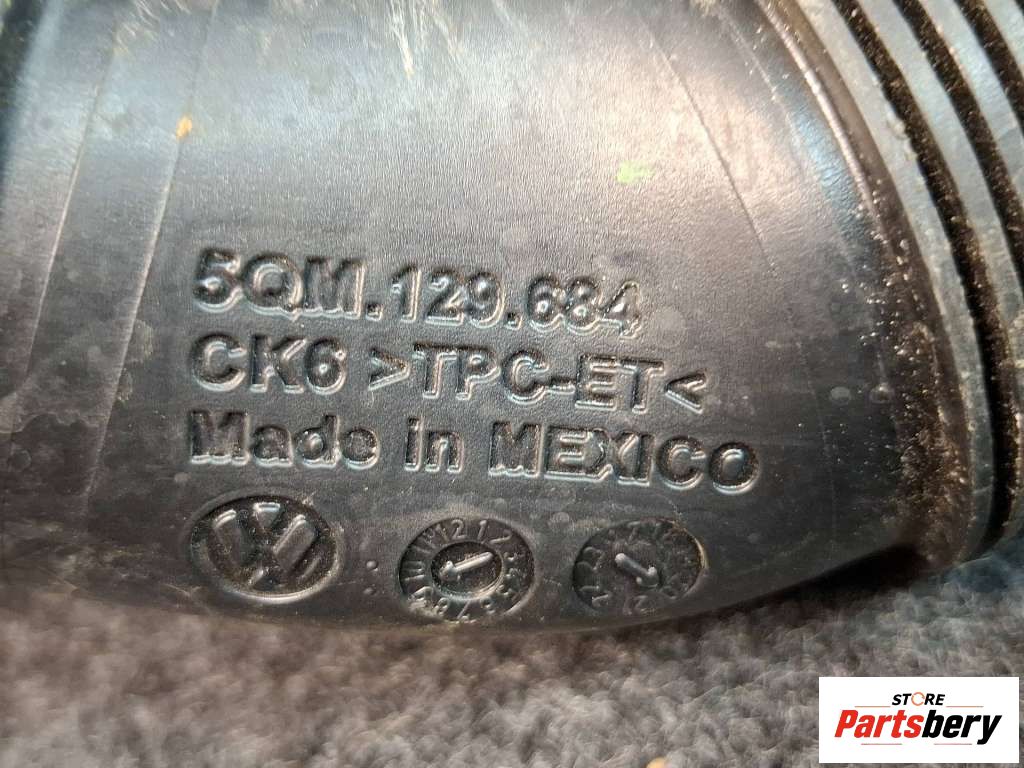 5QM.129.684
CK6 >TPC-ET<
Made in MEXICO
STORE
Partsbery